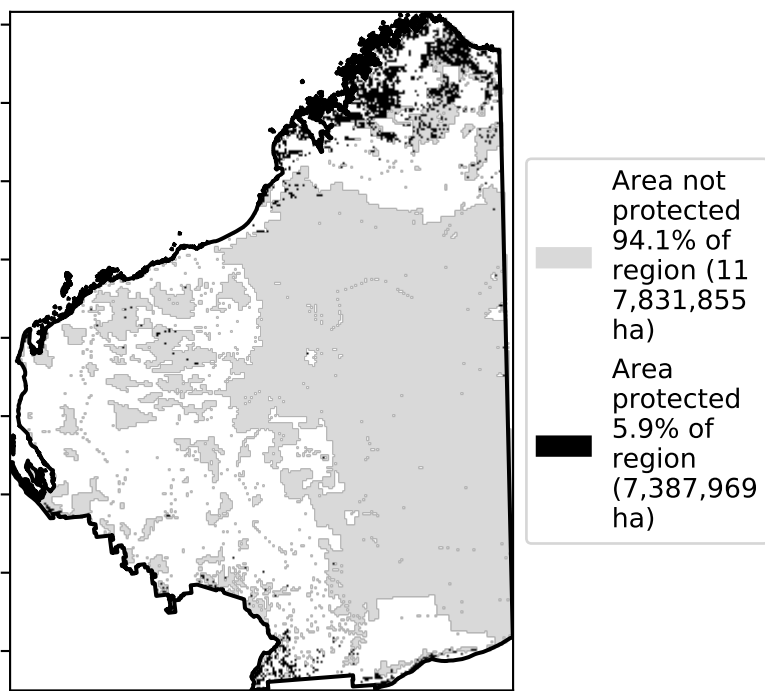 Area not
protected
94.1% of
region (11
7,831,855
ha)
Area
protected
5.9% of
region
(7,387,969
ha)